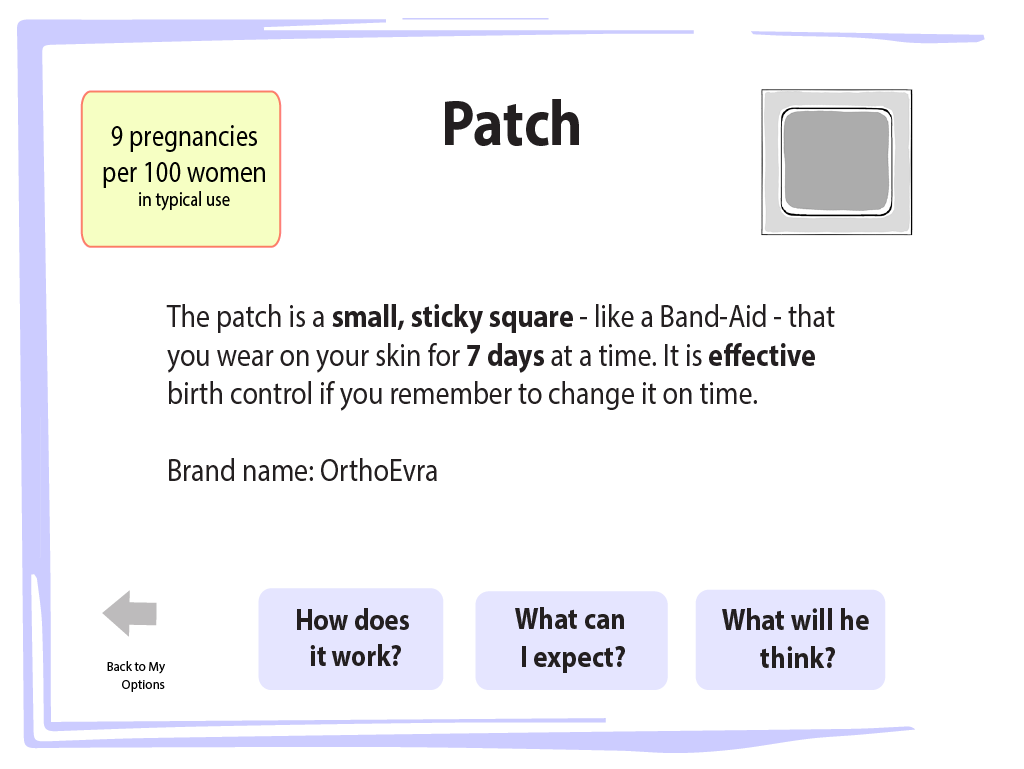 Patch
9 pregnancies
per 100 women
in typical use
The patch is a small, sticky square - like a Band-Aid - that
you wear on your skin for 7 days at a time. It is effective
birth control if you remember to change it on time.
Brand name: OrthoEvra
Back to My
Options
How does
it work?
What can
I expect?
What will he
think?